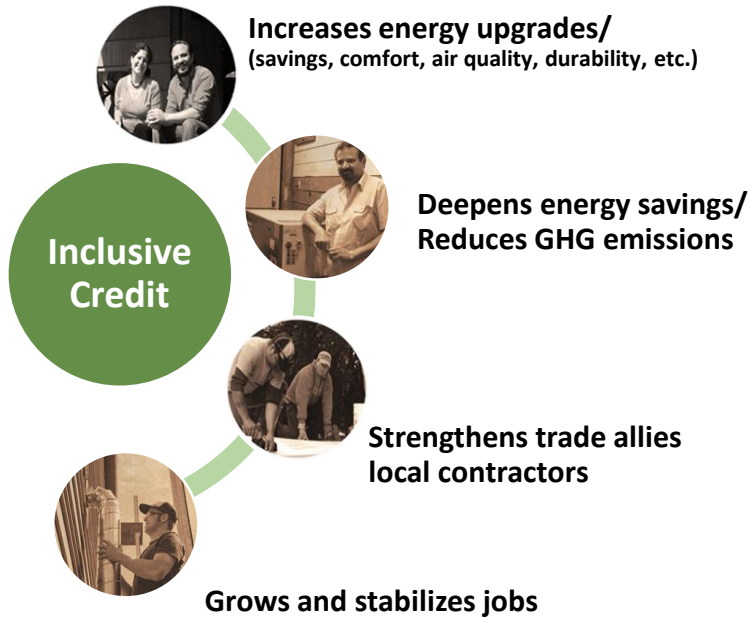 Increases energy upgrades/
(savings, comfort, air quality, durability, etc.)
Inclusive
Credit
Deepens energy savings/
Reduces GHG emissions
Strengthens trade allies
local contractors
Grows and stabilizes jobs